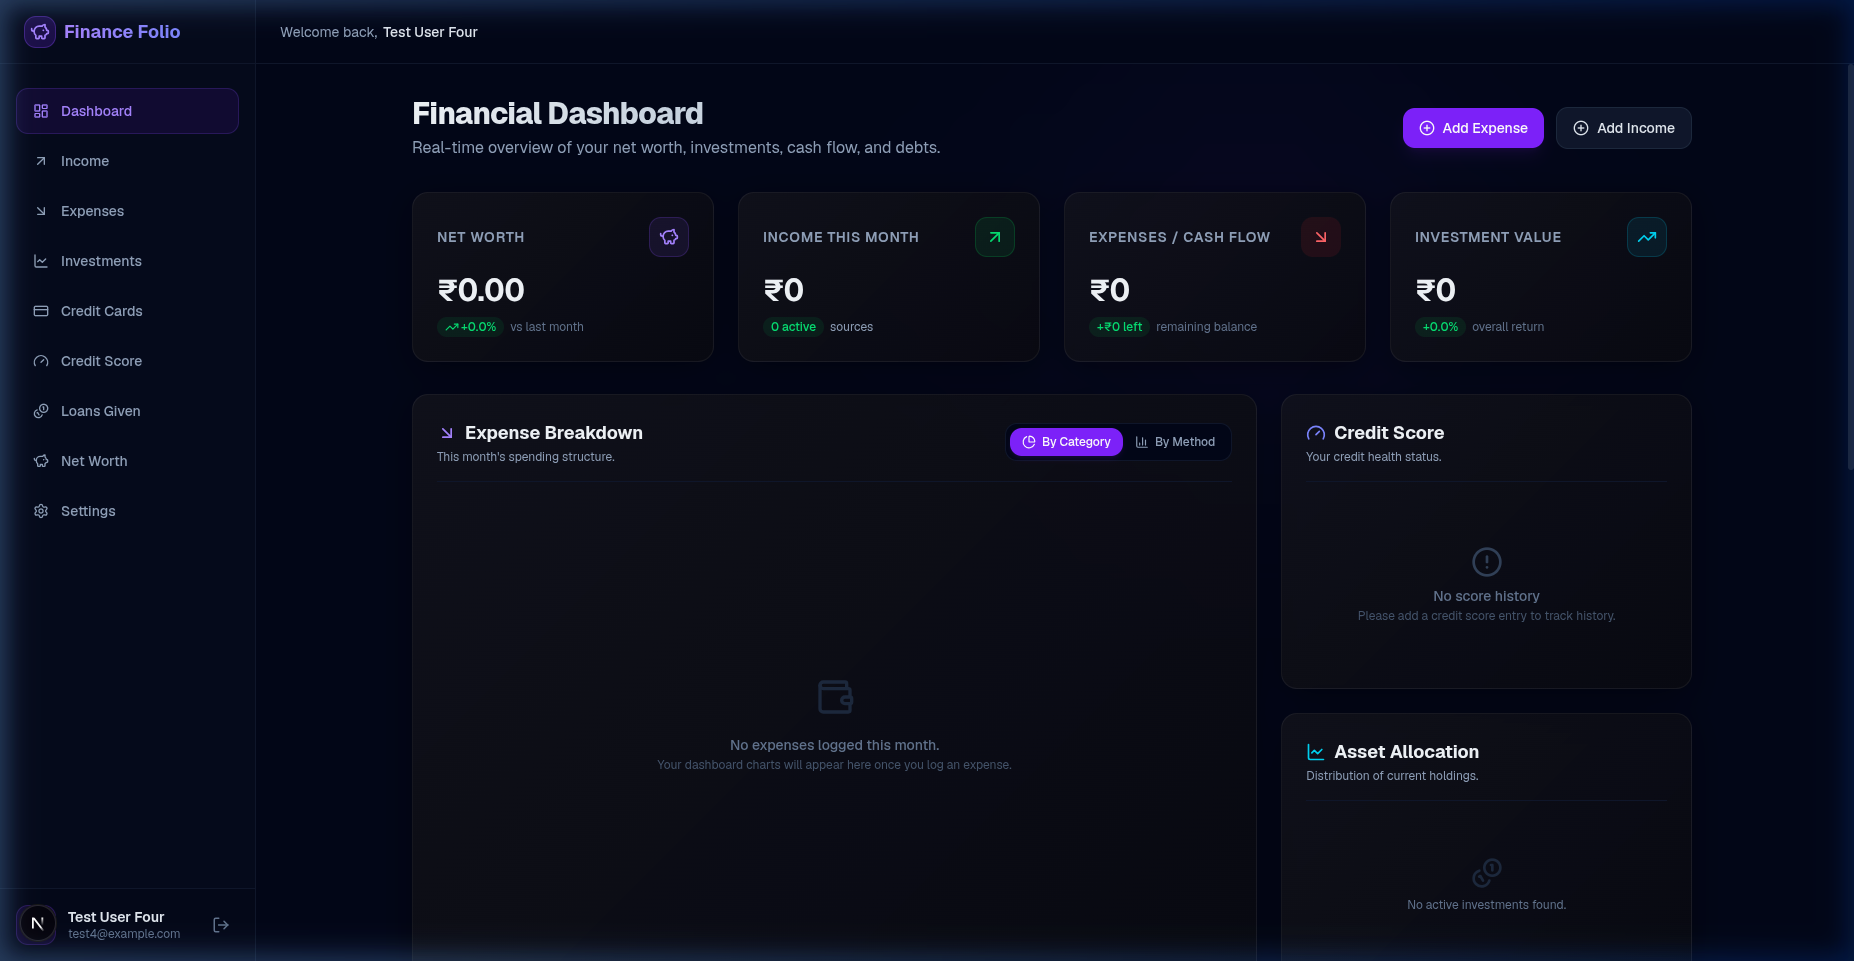 Finance Folio
Welcome back, Test User Four
Dashboard
Income
Expenses
Investments
Credit Cards
Credit Score
Loans Given
Net Worth
Settings
N
Test User Four
test4@example.com
Financial Dashboard
Real-time overview of your net worth, investments, cash flow, and debts.
Add Expense
Add Income
NET WORTH
₹0.00
+0.0% vs last month
INCOME THIS MONTH
₹0
0 active sources
EXPENSES / CASH FLOW
₹0
+₹0 left remaining balance
INVESTMENT VALUE
₹0
+0.0% overall return
Expense Breakdown
This month's spending structure.
By Category
By Method
No expenses logged this month.
Your dashboard charts will appear here once you log an expense.
Credit Score
Your credit health status.
No score history
Please add a credit score entry to track history.
Asset Allocation
Distribution of current holdings.
No active investments found.